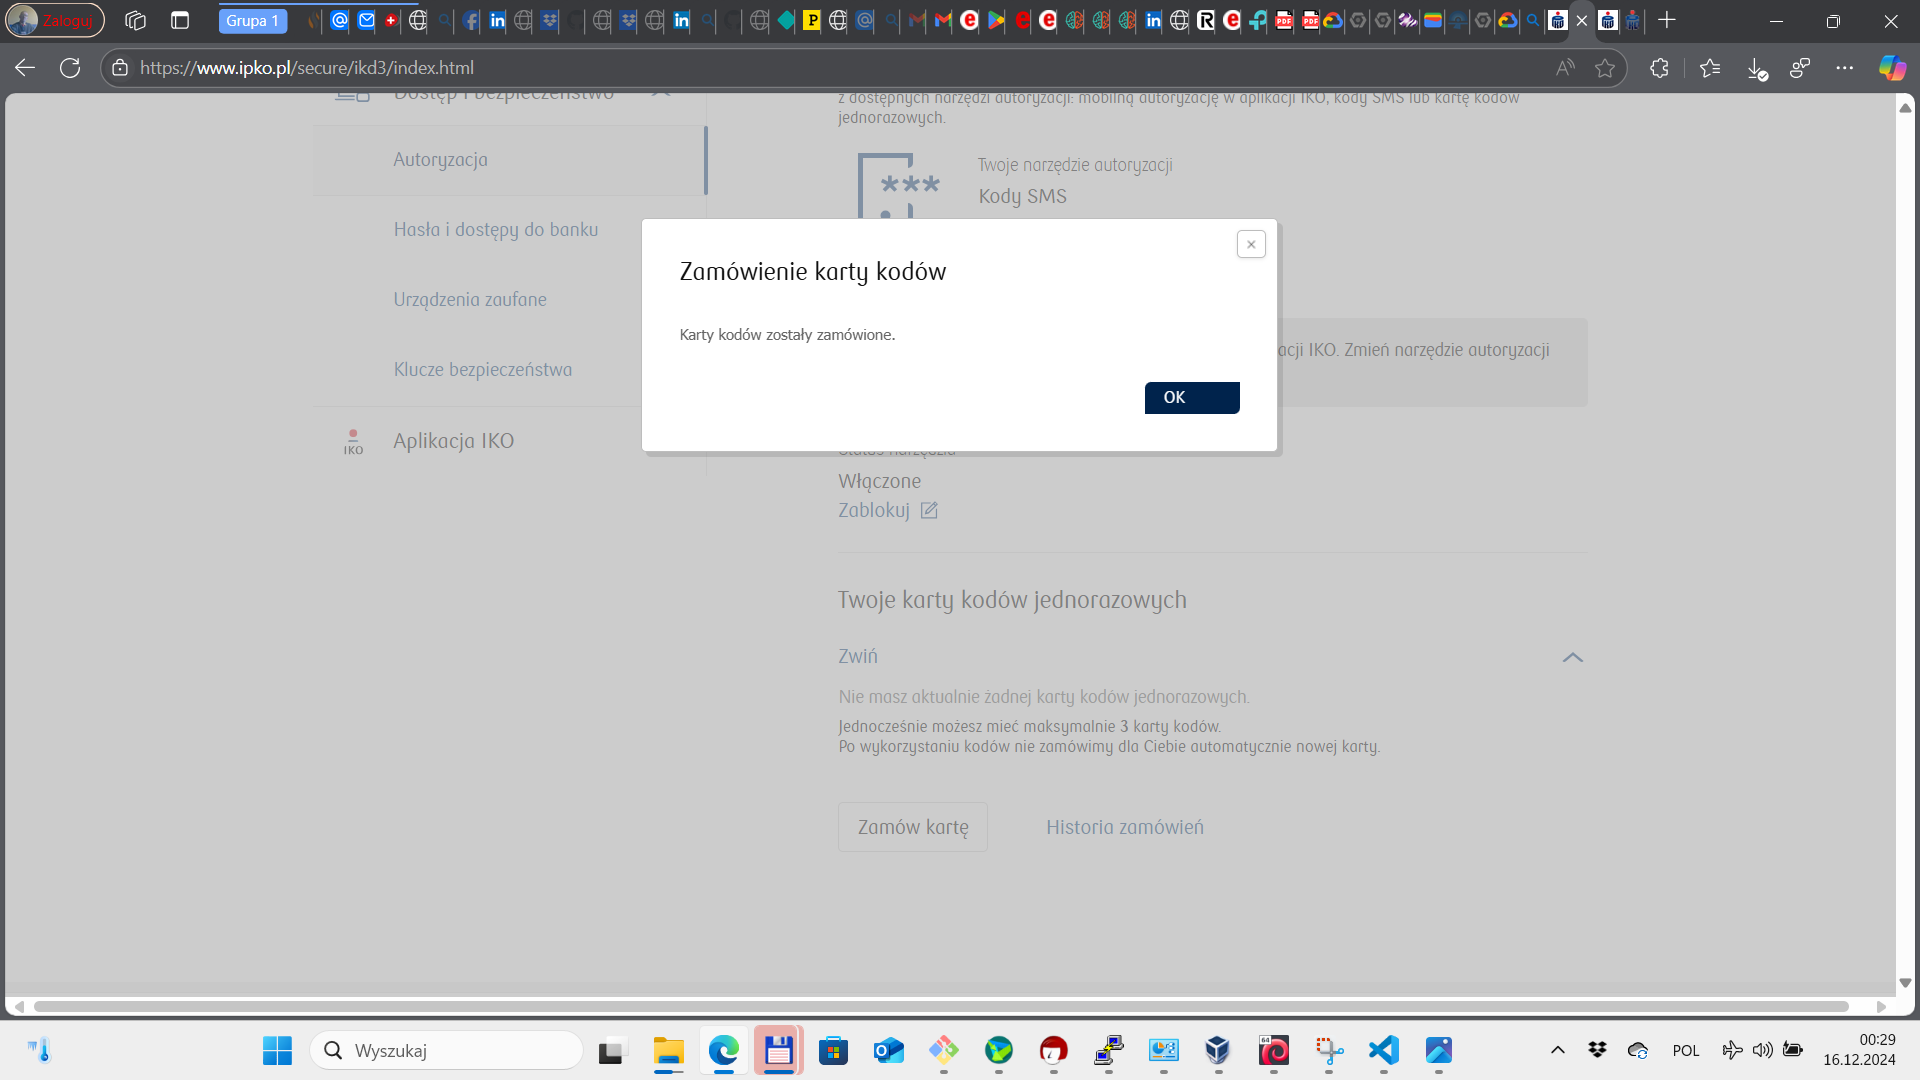 Zaloguj
Grupa 1
https://www.ipko.pl/secure/ikd3/index.html
Dostęp i bezpieczeństwo
z dostępnych narzędzi autoryzacji: mobilną autoryzację w aplikacji IKO, kody SMS lub kartę kodów
jednorazowych.
Autoryzacja
Twoje narzędzie autoryzacji
Kody SMS
Hasła i dostępy do banku
Urządzenia zaufane
Klucze bezpieczeństwa
IKO
Aplikacja IKO
Zamówienie karty kodów
Karty kodów zostały zamówione.
OK
acji IKO. Zmień narzędzie autoryzacji
Status narzędzia
Włączone
Zablokuj
Twoje karty kodów jednorazowych
Zwiń
Nie masz aktualnie żadnej karty kodów jednorazowych.
Jednocześnie możesz mieć maksymalnie 3 karty kodów.
Po wykorzystaniu kodów nie zamówimy dla Ciebie automatycznie nowej karty.
Zamów kartę
Historia zamówień
Wyszukaj
64
POL
00:29
16.12.2024